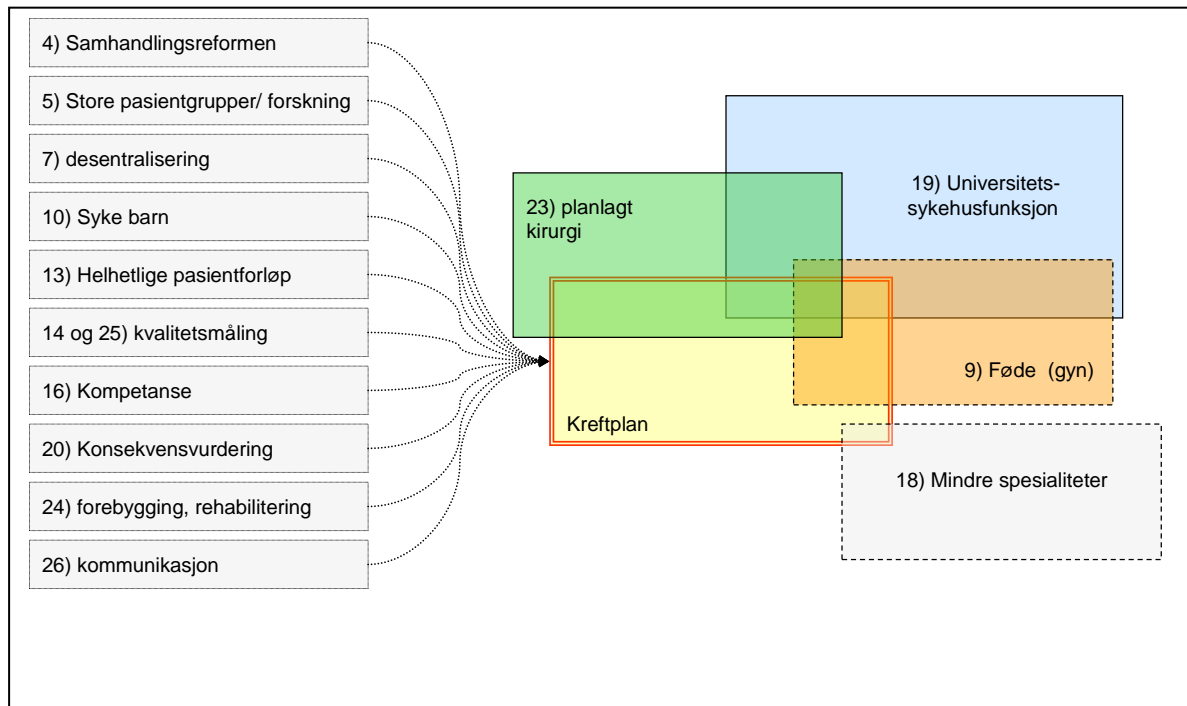 4) Samhandlingsreformen
5) Store pasientgrupper/ forskning
7) desentralisering
10) Syke barn
13) Helhetlige pasientforløp
14 og 25) kvalitetsmåling
16) Kompetanse
20) Konsekvensvurdering
24) forebygging, rehabilitering
26) kommunikasjon
23) planlagt
kirurgi
19) Universitets-
sykehusfunksjon
9) Føde  (gyn)
Kreftplan
18) Mindre spesialiteter